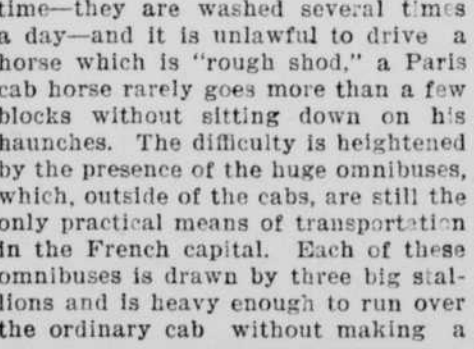 time—they are washed several times
a day—and it is unlawful to drive a
horse which is "rough shod," a Paris
cab horse rarely goes more than a few
blocks without sitting down on his
haunches. The difficulty is heightened
by the presence of the huge omnibuses,
which, outside of the cabs, are still the
only practical means of transportation
in the French capital. Each of these
omnibuses is drawn by three big stal-
lions and is heavy enough to run over
the ordinary cab without making a